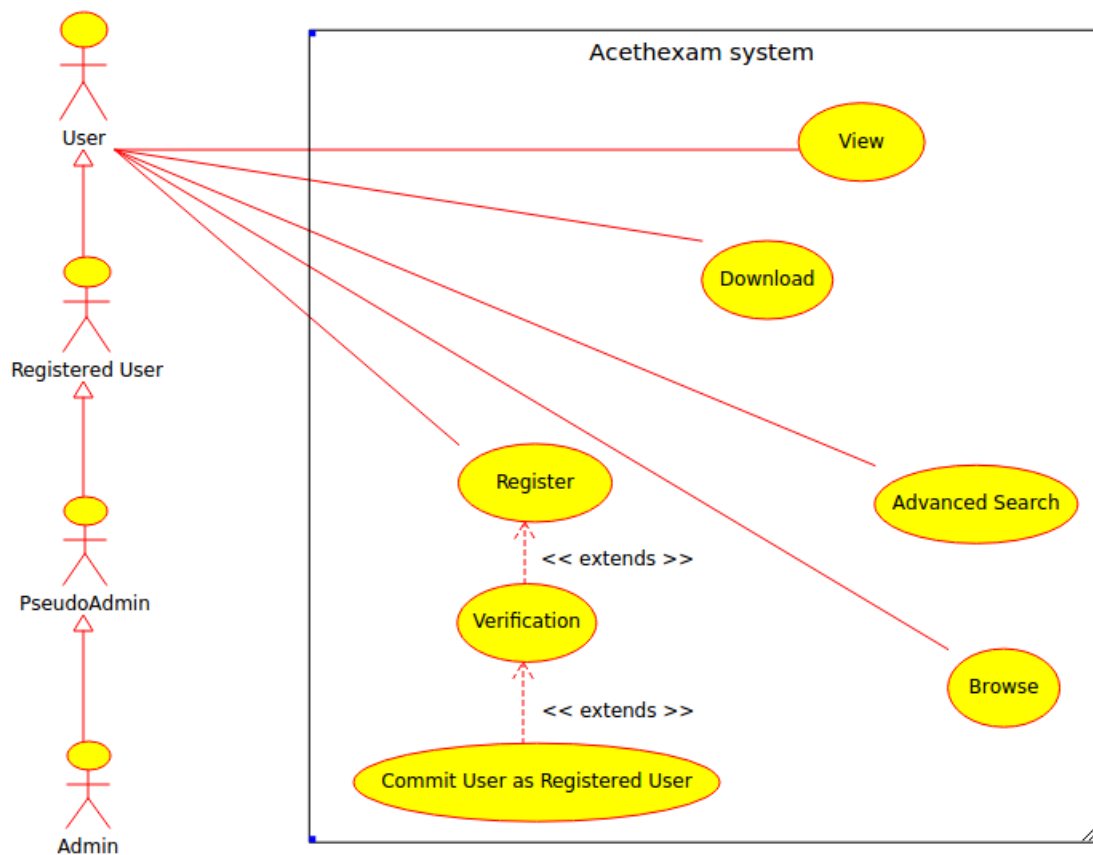 Acethexam system
User
View
Download
Registered User
Register
Advanced Search
<< extends >>
PseudoAdmin
Verification
Browse
<< extends >>
Commit User as Registered User
Admin